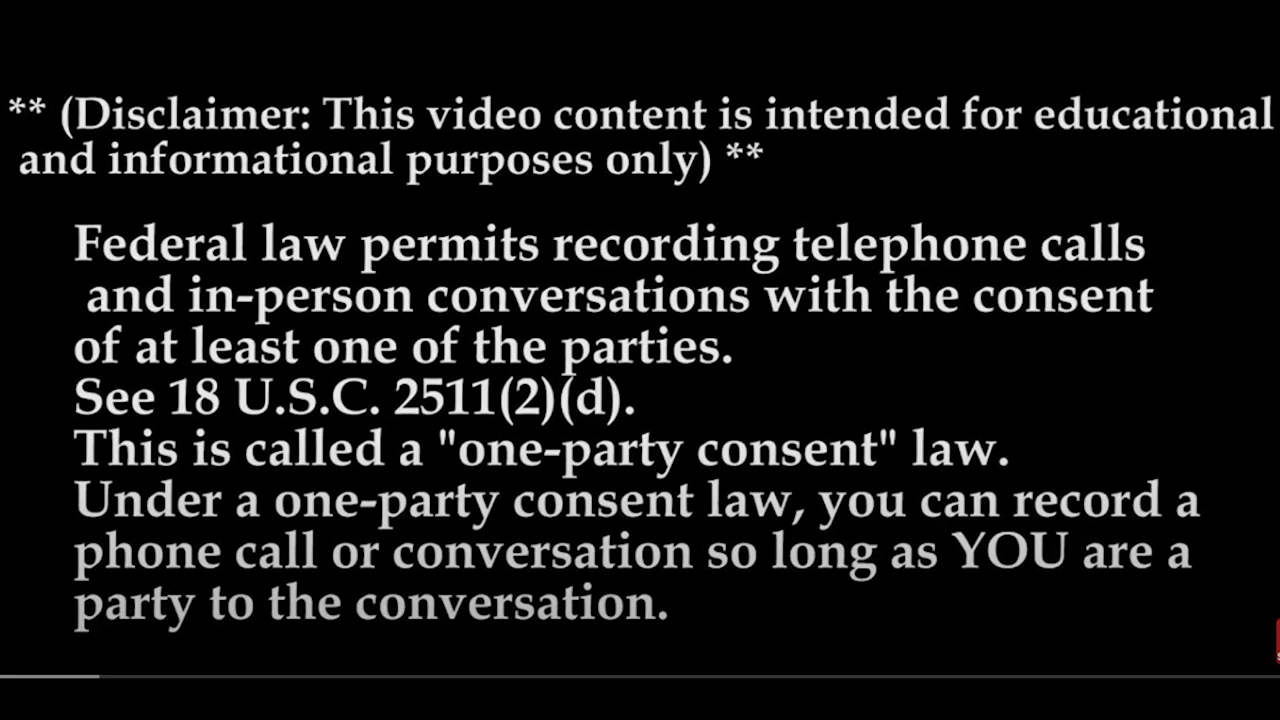 ** (Disclaimer: This video content is intended for educational
and informational purposes only) **
Federal law permits recording telephone calls
and in-person conversations with the consent
of at least one of the parties.
See 18 U.S.C. 2511(2)(d).
This is called a "one-party consent" law.
Under a one-party consent law, you can record a
phone call or conversation so long as YOU are a
party to the conversation.